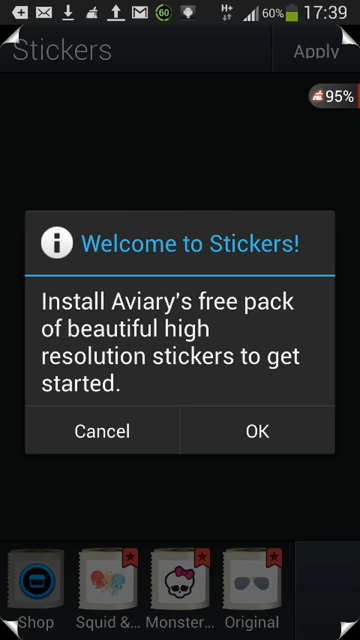 60
H+
60%
17:39
Stickers
Apply
95%
Welcome to Stickers!
Install Aviary's free pack
of beautiful high
resolution stickers to get
started.
Cancel
OK
Shop
Squid &...
Monster...
Original